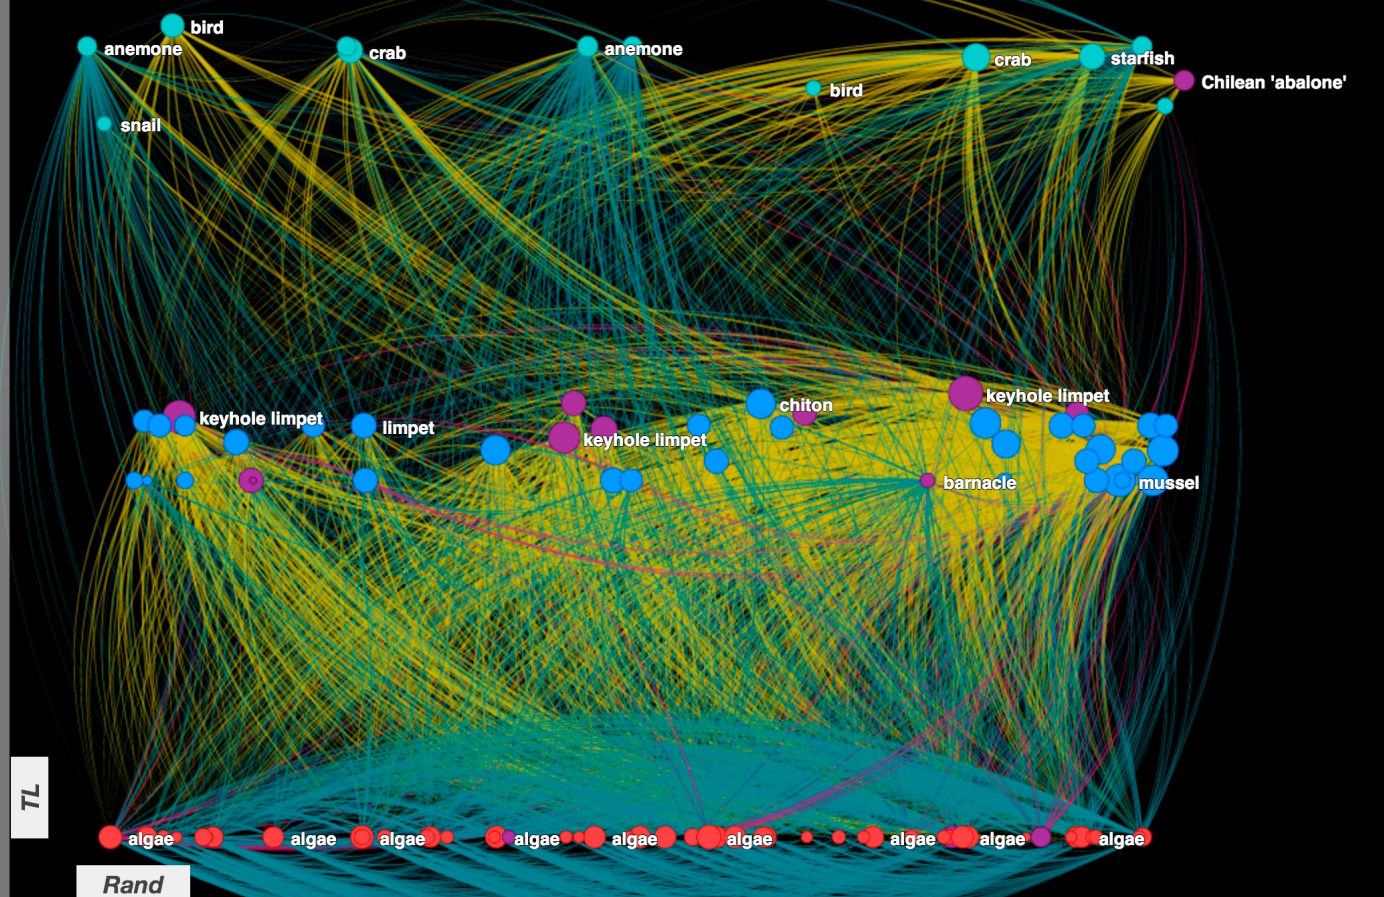 bird
anemone
crab
anemone
crab
starfish
Chilean 'abalone'
bird
snail
keyhole limpet
limpet
keyhole limpet
chiton
keyhole limpet
barnacle
mussel
TL
algae
algae
algae
algae
algae
algae
algae
algae
algae
Rand